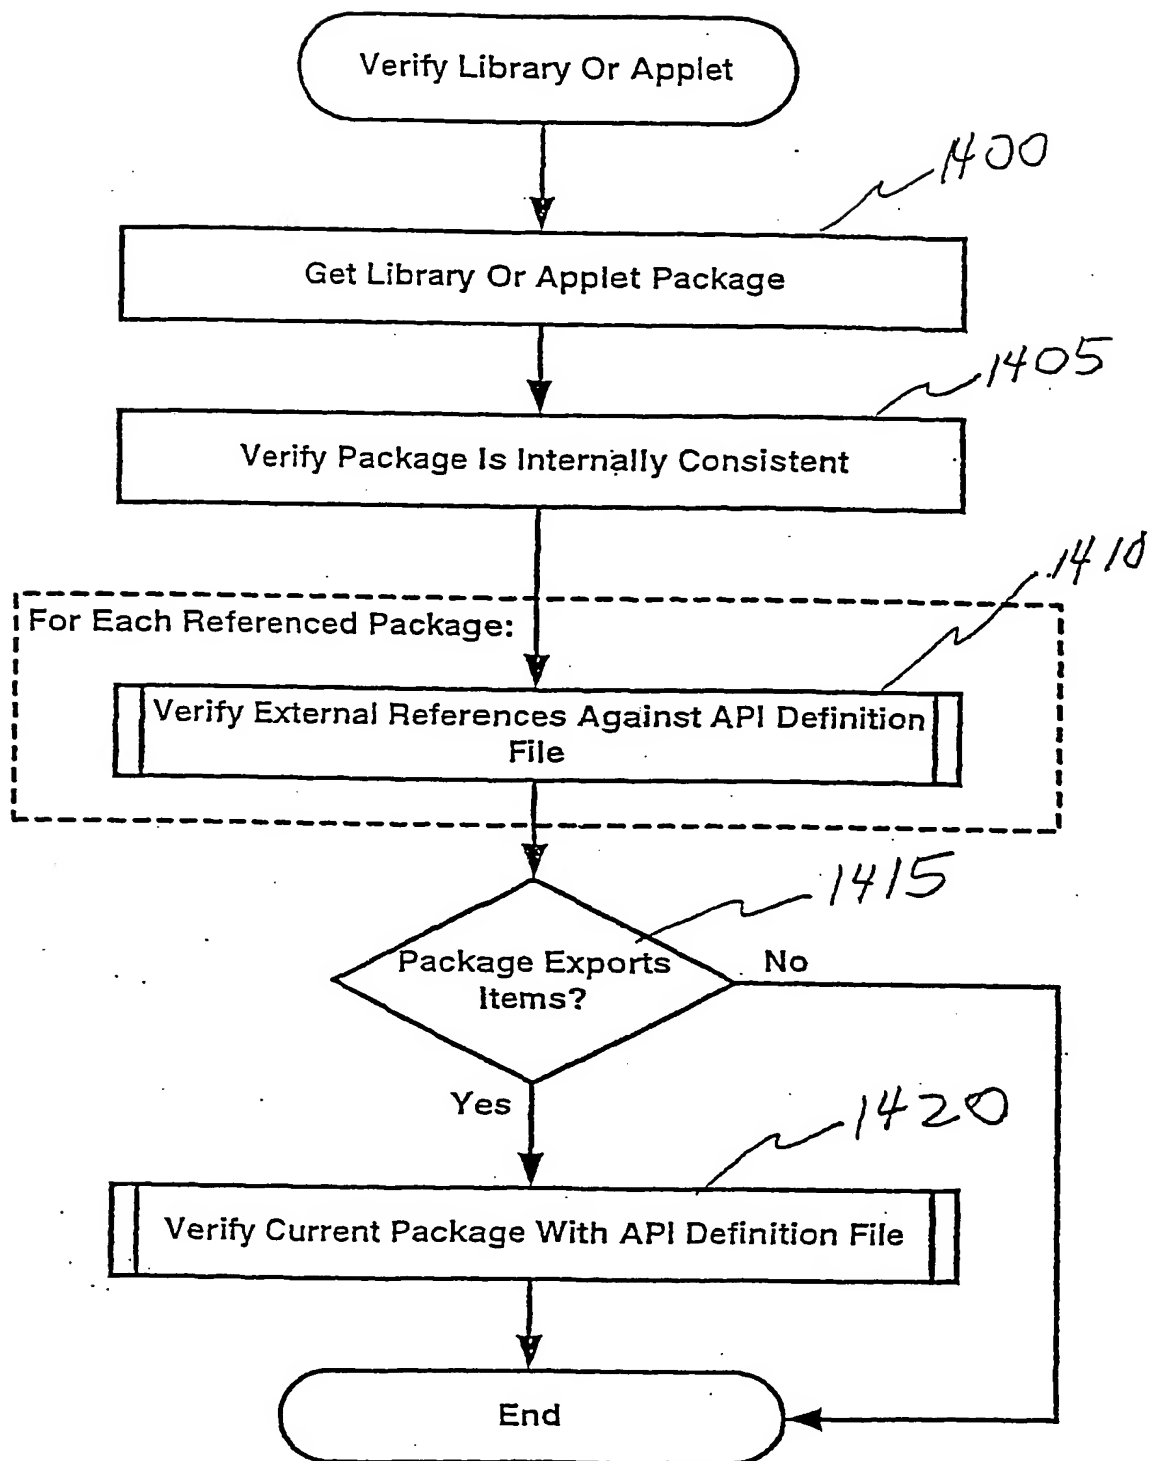 Verify Library Or Applet
1400
Get Library Or Applet Package
1405
Verify Package Is Internally Consistent
1410
For Each Referenced Package:
Verify External References Against API Definition
File
1415
Package Exports
Items?
No
Yes
1420
Verify Current Package With API Definition File
End